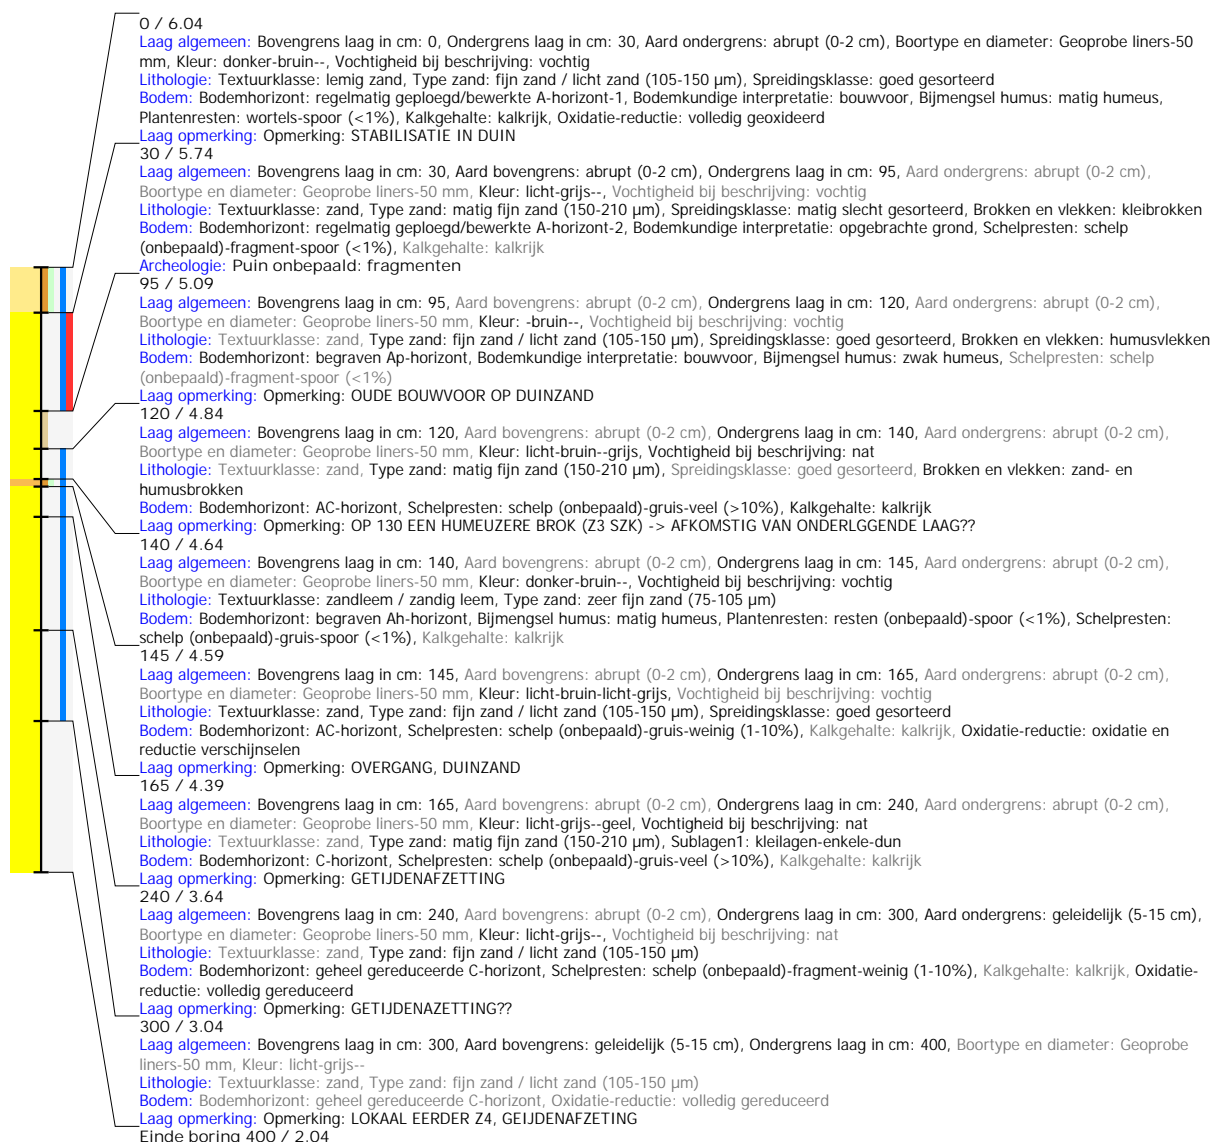 0 / 6.04
Laag algemeen: Bovengrens laag in cm: 0, Ondergrens laag in cm: 30, Aard ondergrens: abrupt (0-2 cm), Boortype en diameter: Geoprobe liners-50
mm, Kleur: donker-bruin--, Vochtigheid bij beschrijving: vochtig
Lithologie: Textuurklasse: lemig zand, Type zand: fijn zand / licht zand (105-150 µm), Spreidingsklasse: goed gesorteerd
Bodem: Bodemhorizont: regelmatig geploegd/bewerkte A-horizont-1, Bodemkundige interpretatie: bouwvoor, Bijmengsel humus: matig humeus,
Plantenresten: wortels-spoor (<1%), Kalkgehalte: kalkrijk, Oxidatie-reductie: volledig geoxideerd
Laag opmerking: Opmerking: STABILISATIE IN DUIN
30 / 5.74
Laag algemeen: Bovengrens laag in cm: 30, Aard bovengrens: abrupt (0-2 cm), Ondergrens laag in cm: 95, Aard ondergrens: abrupt (0-2 cm),
Boortype en diameter: Geoprobe liners-50 mm, Kleur: licht-grijs--, Vochtigheid bij beschrijving: vochtig
Lithologie: Textuurklasse: zand, Type zand: matig fijn zand (150-210 µm), Spreidingsklasse: matig slecht gesorteerd, Brokken en vlekken: kleibrokken
Bodem: Bodemhorizont: regelmatig geploegd/bewerkte A-horizont-2, Bodemkundige interpretatie: opgebrachte grond, Schelpresten: schelp
(onbepaald)-fragment-spoor (<1%), Kalkgehalte: kalkrijk
Archeologie: Puin onbepaald: fragmenten
95 / 5.09
Laag algemeen: Bovengrens laag in cm: 95, Aard bovengrens: abrupt (0-2 cm), Ondergrens laag in cm: 120, Aard ondergrens: abrupt (0-2 cm),
Boortype en diameter: Geoprobe liners-50 mm, Kleur: -bruin--, Vochtigheid bij beschrijving: vochtig
Lithologie: Textuurklasse: zand, Type zand: fijn zand / licht zand (105-150 µm), Spreidingsklasse: goed gesorteerd, Brokken en vlekken: humusvlekken
Bodem: Bodemhorizont: begraven Ap-horizont, Bodemkundige interpretatie: bouwvoor, Bijmengsel humus: zwak humeus, Schelpresten: schelp
(onbepaald)-fragment-spoor (<1%)
Laag opmerking: Opmerking: OUDE BOUWVOOR OP DUINZAND
120 / 4.84
Laag algemeen: Bovengrens laag in cm: 120, Aard bovengrens: abrupt (0-2 cm), Ondergrens laag in cm: 140, Aard ondergrens: abrupt (0-2 cm),
Boortype en diameter: Geoprobe liners-50 mm, Kleur: licht-bruin--grijs, Vochtigheid bij beschrijving: nat
Lithologie: Textuurklasse: zand, Type zand: matig fijn zand (150-210 µm), Spreidingsklasse: goed gesorteerd, Brokken en vlekken: zand- en
humusbrokken
Bodem: Bodemhorizont: AC-horizont, Schelpresten: schelp (onbepaald)-gruis-veel (>10%), Kalkgehalte: kalkrijk
Laag opmerking: Opmerking: OP 130 EEN HUMEUZERE BROK (Z3 SZK) -> AFKOMSTIG VAN ONDERLGGENDE LAAG??
140 / 4.64
Laag algemeen: Bovengrens laag in cm: 140, Aard bovengrens: abrupt (0-2 cm), Ondergrens laag in cm: 145, Aard ondergrens: abrupt (0-2 cm),
Boortype en diameter: Geoprobe liners-50 mm, Kleur: donker-bruin--, Vochtigheid bij beschrijving: vochtig
Lithologie: Textuurklasse: zandleem / zandig leem, Type zand: zeer fijn zand (75-105 µm)
Bodem: Bodemhorizont: begraven Ah-horizont, Bijmengsel humus: matig humeus, Plantenresten: resten (onbepaald)-spoor (<1%), Schelpresten:
schelp (onbepaald)-gruis-spoor (<1%), Kalkgehalte: kalkrijk
145 / 4.59
Laag algemeen: Bovengrens laag in cm: 145, Aard bovengrens: abrupt (0-2 cm), Ondergrens laag in cm: 165, Aard ondergrens: abrupt (0-2 cm),
Boortype en diameter: Geoprobe liners-50 mm, Kleur: licht-bruin-licht-grijs, Vochtigheid bij beschrijving: vochtig
Lithologie: Textuurklasse: zand, Type zand: fijn zand / licht zand (105-150 µm), Spreidingsklasse: goed gesorteerd
Bodem: Bodemhorizont: AC-horizont, Schelpresten: schelp (onbepaald)-gruis-weinig (1-10%), Kalkgehalte: kalkrijk, Oxidatie-reductie: oxidatie en
reductie verschijnselen
Laag opmerking: Opmerking: OVERGANG, DUINZAND
165 / 4.39
Laag algemeen: Bovengrens laag in cm: 165, Aard bovengrens: abrupt (0-2 cm), Ondergrens laag in cm: 240, Aard ondergrens: abrupt (0-2 cm),
Boortype en diameter: Geoprobe liners-50 mm, Kleur: licht-grijs--geel, Vochtigheid bij beschrijving: nat
Lithologie: Textuurklasse: zand, Type zand: matig fijn zand (150-210 µm), Sublagen1: kleilagen-enkele-dun
Bodem: Bodemhorizont: C-horizont, Schelpresten: schelp (onbepaald)-gruis-veel (>10%), Kalkgehalte: kalkrijk
Laag opmerking: Opmerking: GETIJDENAFZETTING
240 / 3.64
Laag algemeen: Bovengrens laag in cm: 240, Aard bovengrens: abrupt (0-2 cm), Ondergrens laag in cm: 300, Aard ondergrens: geleidelijk (5-15 cm),
Boortype en diameter: Geoprobe liners-50 mm, Kleur: licht-grijs--, Vochtigheid bij beschrijving: nat
Lithologie: Textuurklasse: zand, Type zand: fijn zand / licht zand (105-150 µm)
Bodem: Bodemhorizont: geheel gereduceerde C-horizont, Schelpresten: schelp (onbepaald)-fragment-weinig (1-10%), Kalkgehalte: kalkrijk, Oxidatie-
reductie: volledig gereduceerd
Laag opmerking: Opmerking: GETIJDENAZETTING??
300 / 3.04
Laag algemeen: Bovengrens laag in cm: 300, Aard bovengrens: geleidelijk (5-15 cm), Ondergrens laag in cm: 400, Boortype en diameter: Geoprobe
liners-50 mm, Kleur: licht-grijs--
Lithologie: Textuurklasse: zand, Type zand: fijn zand / licht zand (105-150 µm)
Bodem: Bodemhorizont: geheel gereduceerde C-horizont, Oxidatie-reductie: volledig gereduceerd
Laag opmerking: Opmerking: LOKAAL EERDER Z4, GEIJDENAFZETING
Einde boring 400 / 2.04